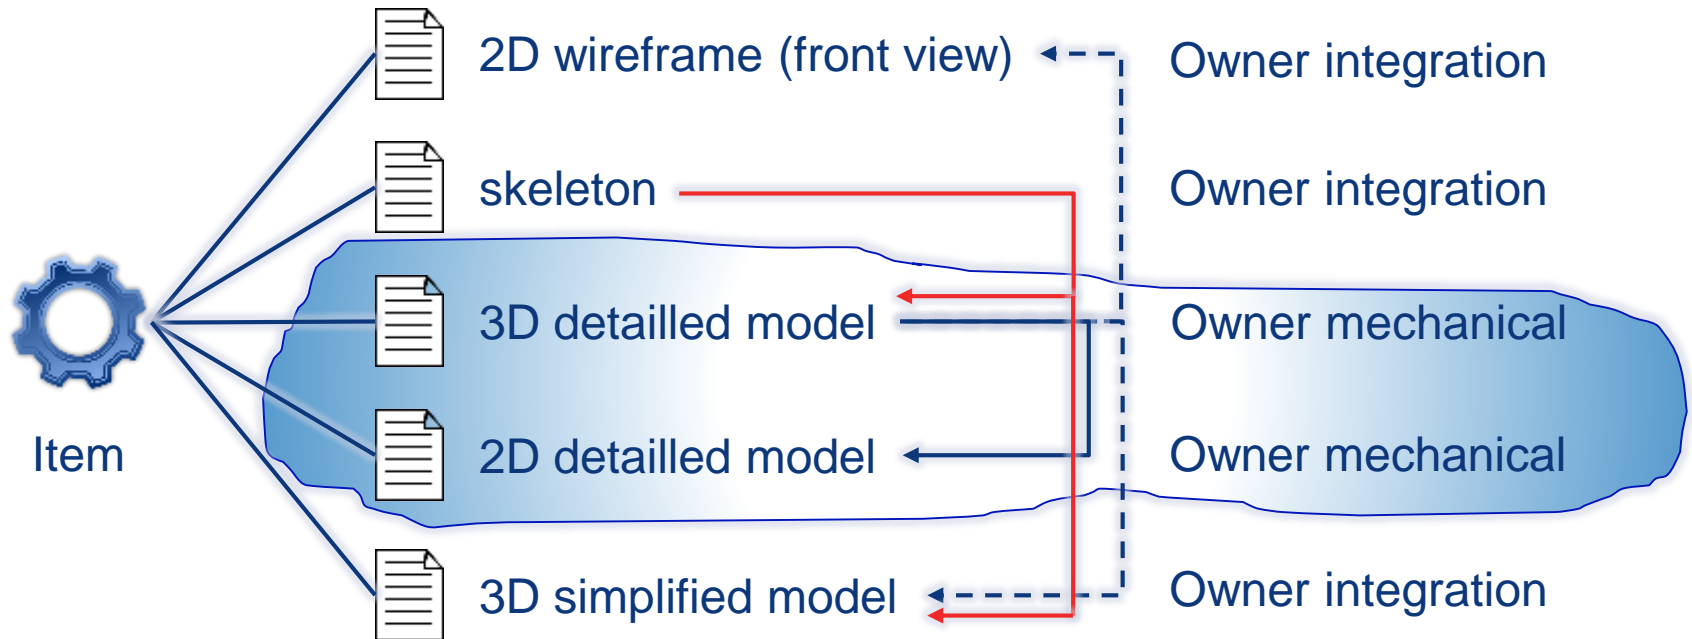 2D wireframe (front view) Owner integration
skeleton Owner integration
3D detailled model Owner mechanical
Item
2D detailled model Owner mechanical
3D simplified model Owner integration